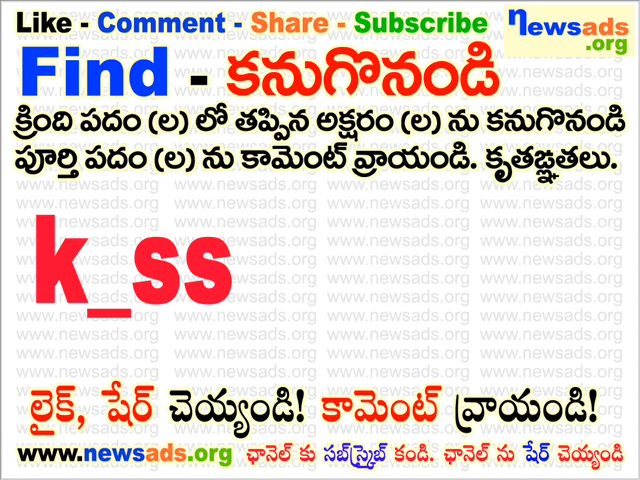 Like - Comment - Share - Subscribe
newsads
.org
Find - కనుగొనండి
క్రింది పదం (ల) లో తప్పిన అక్షరం (ల) ను కనుగొనండి
పూర్తి పదం (ల) ను కామెంట్ వ్రాయండి. కృతజ్ఞతలు.
k_ss
లైక్, షేర్ చెయ్యండి! కామెంట్ వ్రాయండి!
www.newsads.org ఛానెల్ కు సబ్‌స్క్రైబ్ కండి. ఛానెల్ ను షేర్ చెయ్యండి